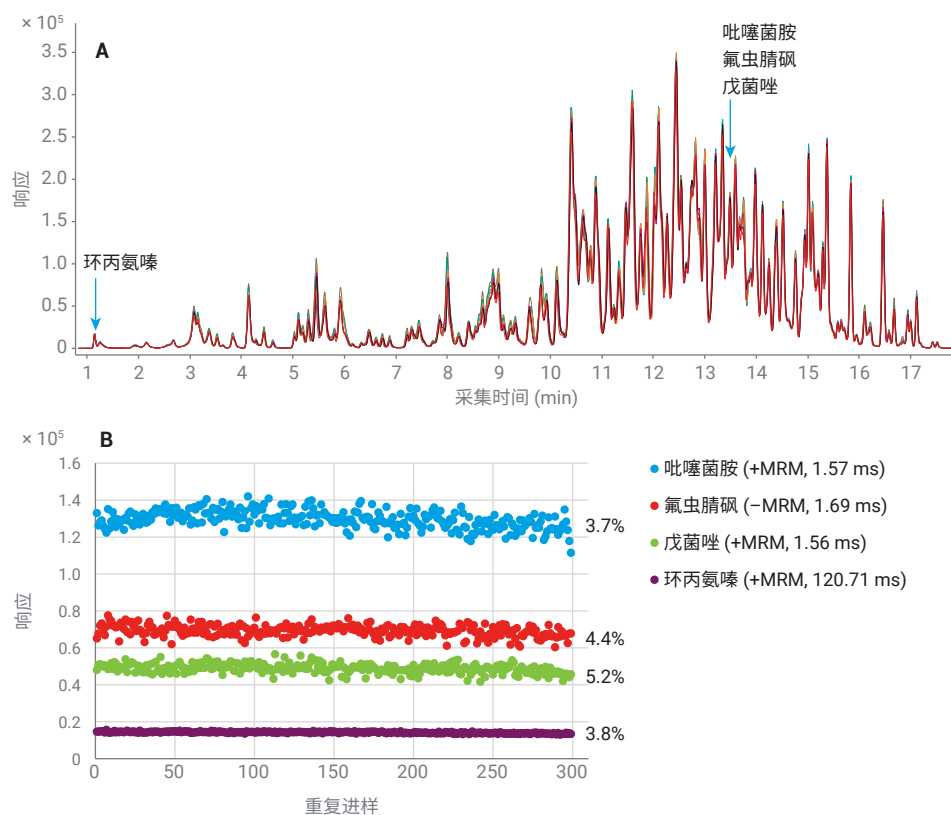 × 10⁵
A
3.5
3.0
2.5
2.0
1.5
1.0
0.5
0
响应
环丙氨嗪
吡噻菌胺
氟虫腈砜
戊菌唑
1 2 3 4 5 6 7 8 9 10 11 12 13 14 15 16 17
采集时间 (min)
× 10⁵
B
1.6
1.4
1.2
1.0
0.8
0.6
0.4
0.2
0
响应
3.7%
4.4%
5.2%
3.8%
0 50 100 150 200 250 300
重复进样
吡噻菌胺 (+MRM, 1.57 ms)
氟虫腈砜 (−MRM, 1.69 ms)
戊菌唑 (+MRM, 1.56 ms)
环丙氨嗪 (+MRM, 120.71 ms)